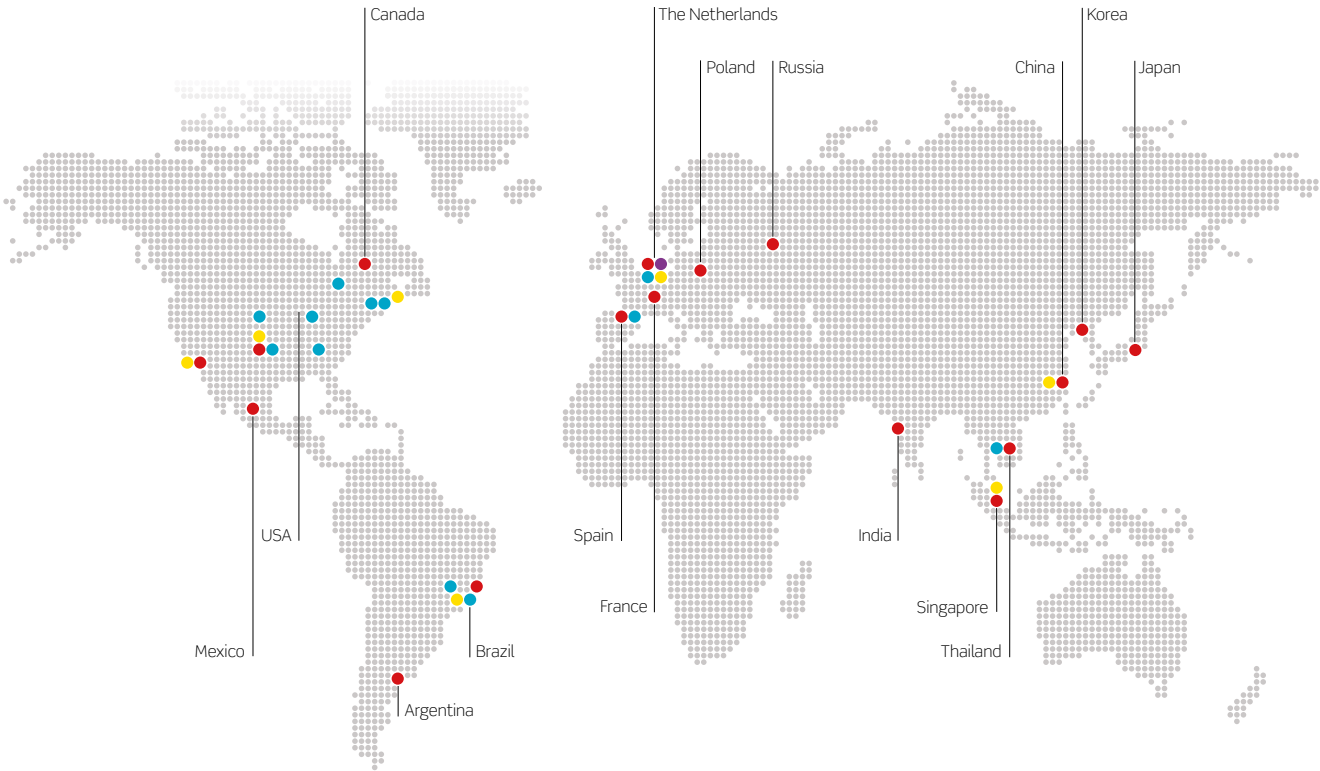 Canada
The Netherlands
Korea
Poland
Russia
China
Japan
USA
Spain
India
France
Singapore
Mexico
Brazil
Thailand
Argentina